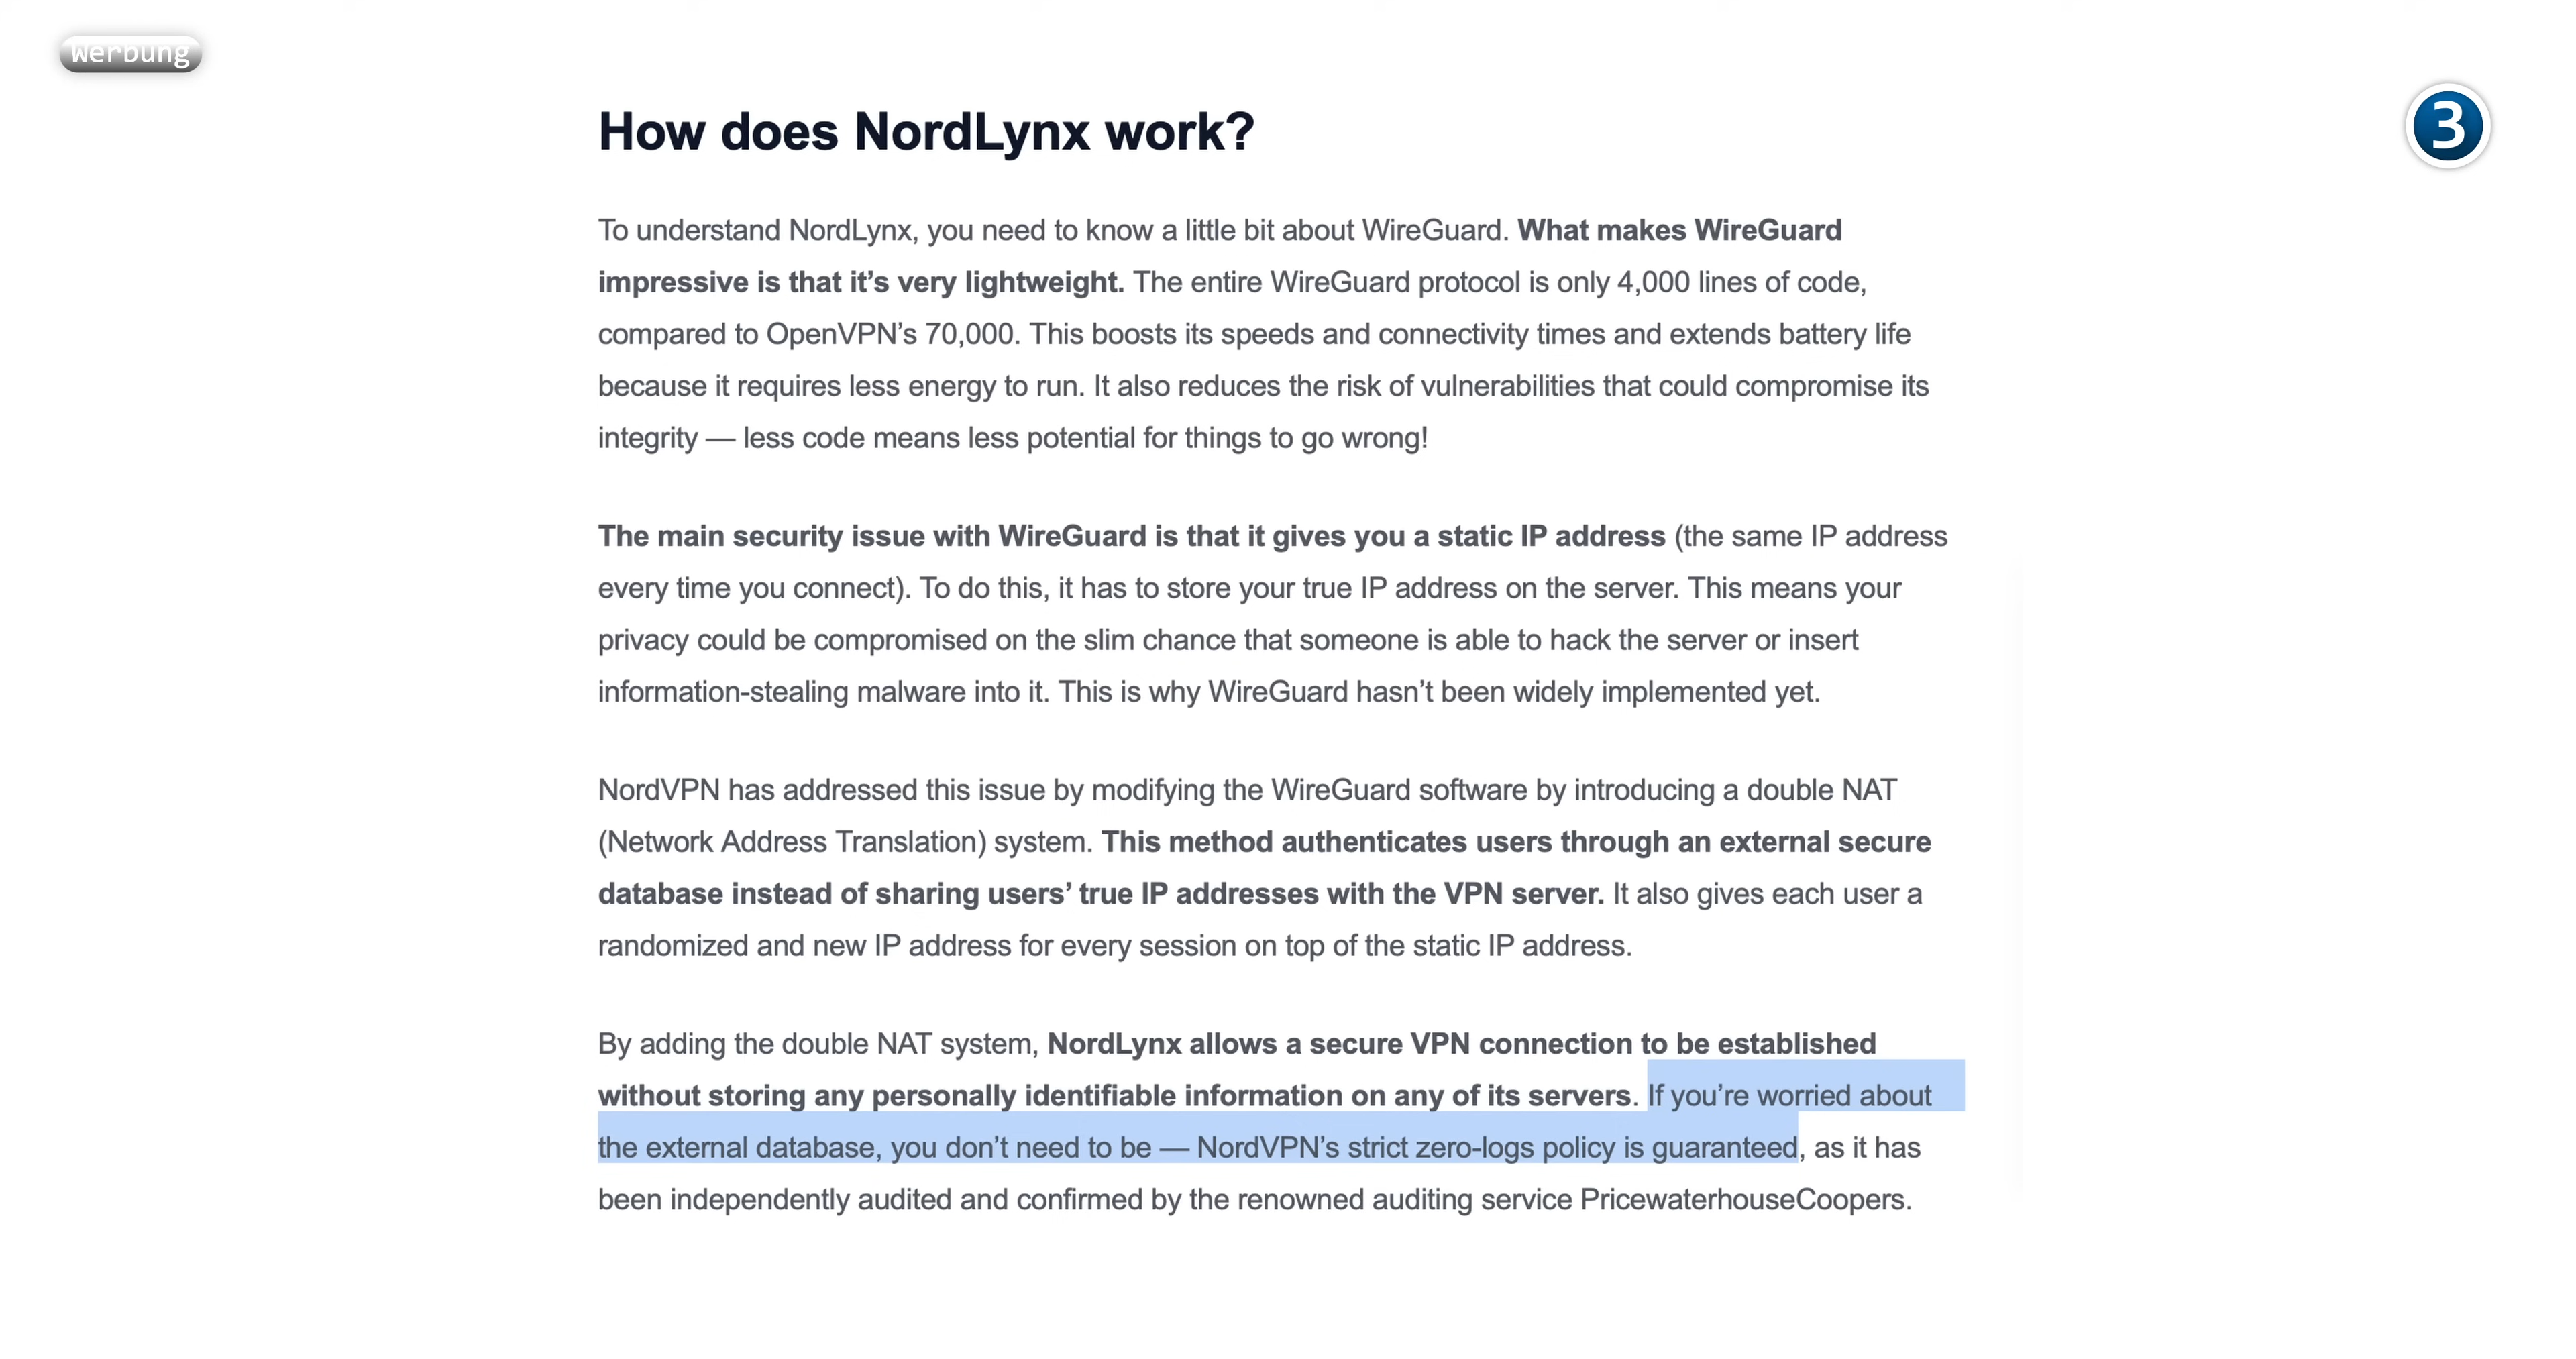 Werbung
3
How does NordLynx work?
To understand NordLynx, you need to know a little bit about WireGuard. What makes WireGuard
impressive is that it’s very lightweight. The entire WireGuard protocol is only 4,000 lines of code,
compared to OpenVPN’s 70,000. This boosts its speeds and connectivity times and extends battery life
because it requires less energy to run. It also reduces the risk of vulnerabilities that could compromise its
integrity — less code means less potential for things to go wrong!
The main security issue with WireGuard is that it gives you a static IP address (the same IP address
every time you connect). To do this, it has to store your true IP address on the server. This means your
privacy could be compromised on the slim chance that someone is able to hack the server or insert
information-stealing malware into it. This is why WireGuard hasn’t been widely implemented yet.
NordVPN has addressed this issue by modifying the WireGuard software by introducing a double NAT
(Network Address Translation) system. This method authenticates users through an external secure
database instead of sharing users’ true IP addresses with the VPN server. It also gives each user a
randomized and new IP address for every session on top of the static IP address.
By adding the double NAT system, NordLynx allows a secure VPN connection to be established
without storing any personally identifiable information on any of its servers. If you’re worried about
the external database, you don’t need to be — NordVPN’s strict zero-logs policy is guaranteed, as it has
been independently audited and confirmed by the renowned auditing service PricewaterhouseCoopers.